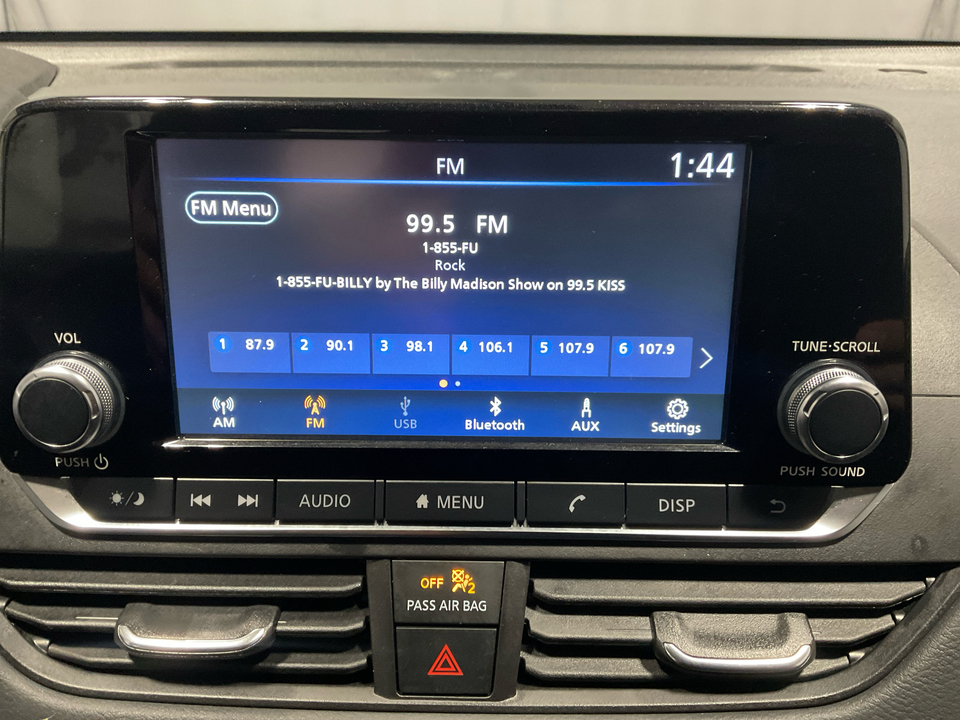 FM
1:44
FM Menu
99.5 FM
1-855-FU
Rock
1-855-FU-BILLY by The Billy Madison Show on 99.5 KISS
1 87.9
2 90.1
3 98.1
4 106.1
5 107.9
6 107.9
AM
FM
USB
Bluetooth
AUX
Settings
VOL
PUSH
TUNE·SCROLL
PUSH SOUND
AUDIO
MENU
DISP
OFF 2
PASS AIR BAG